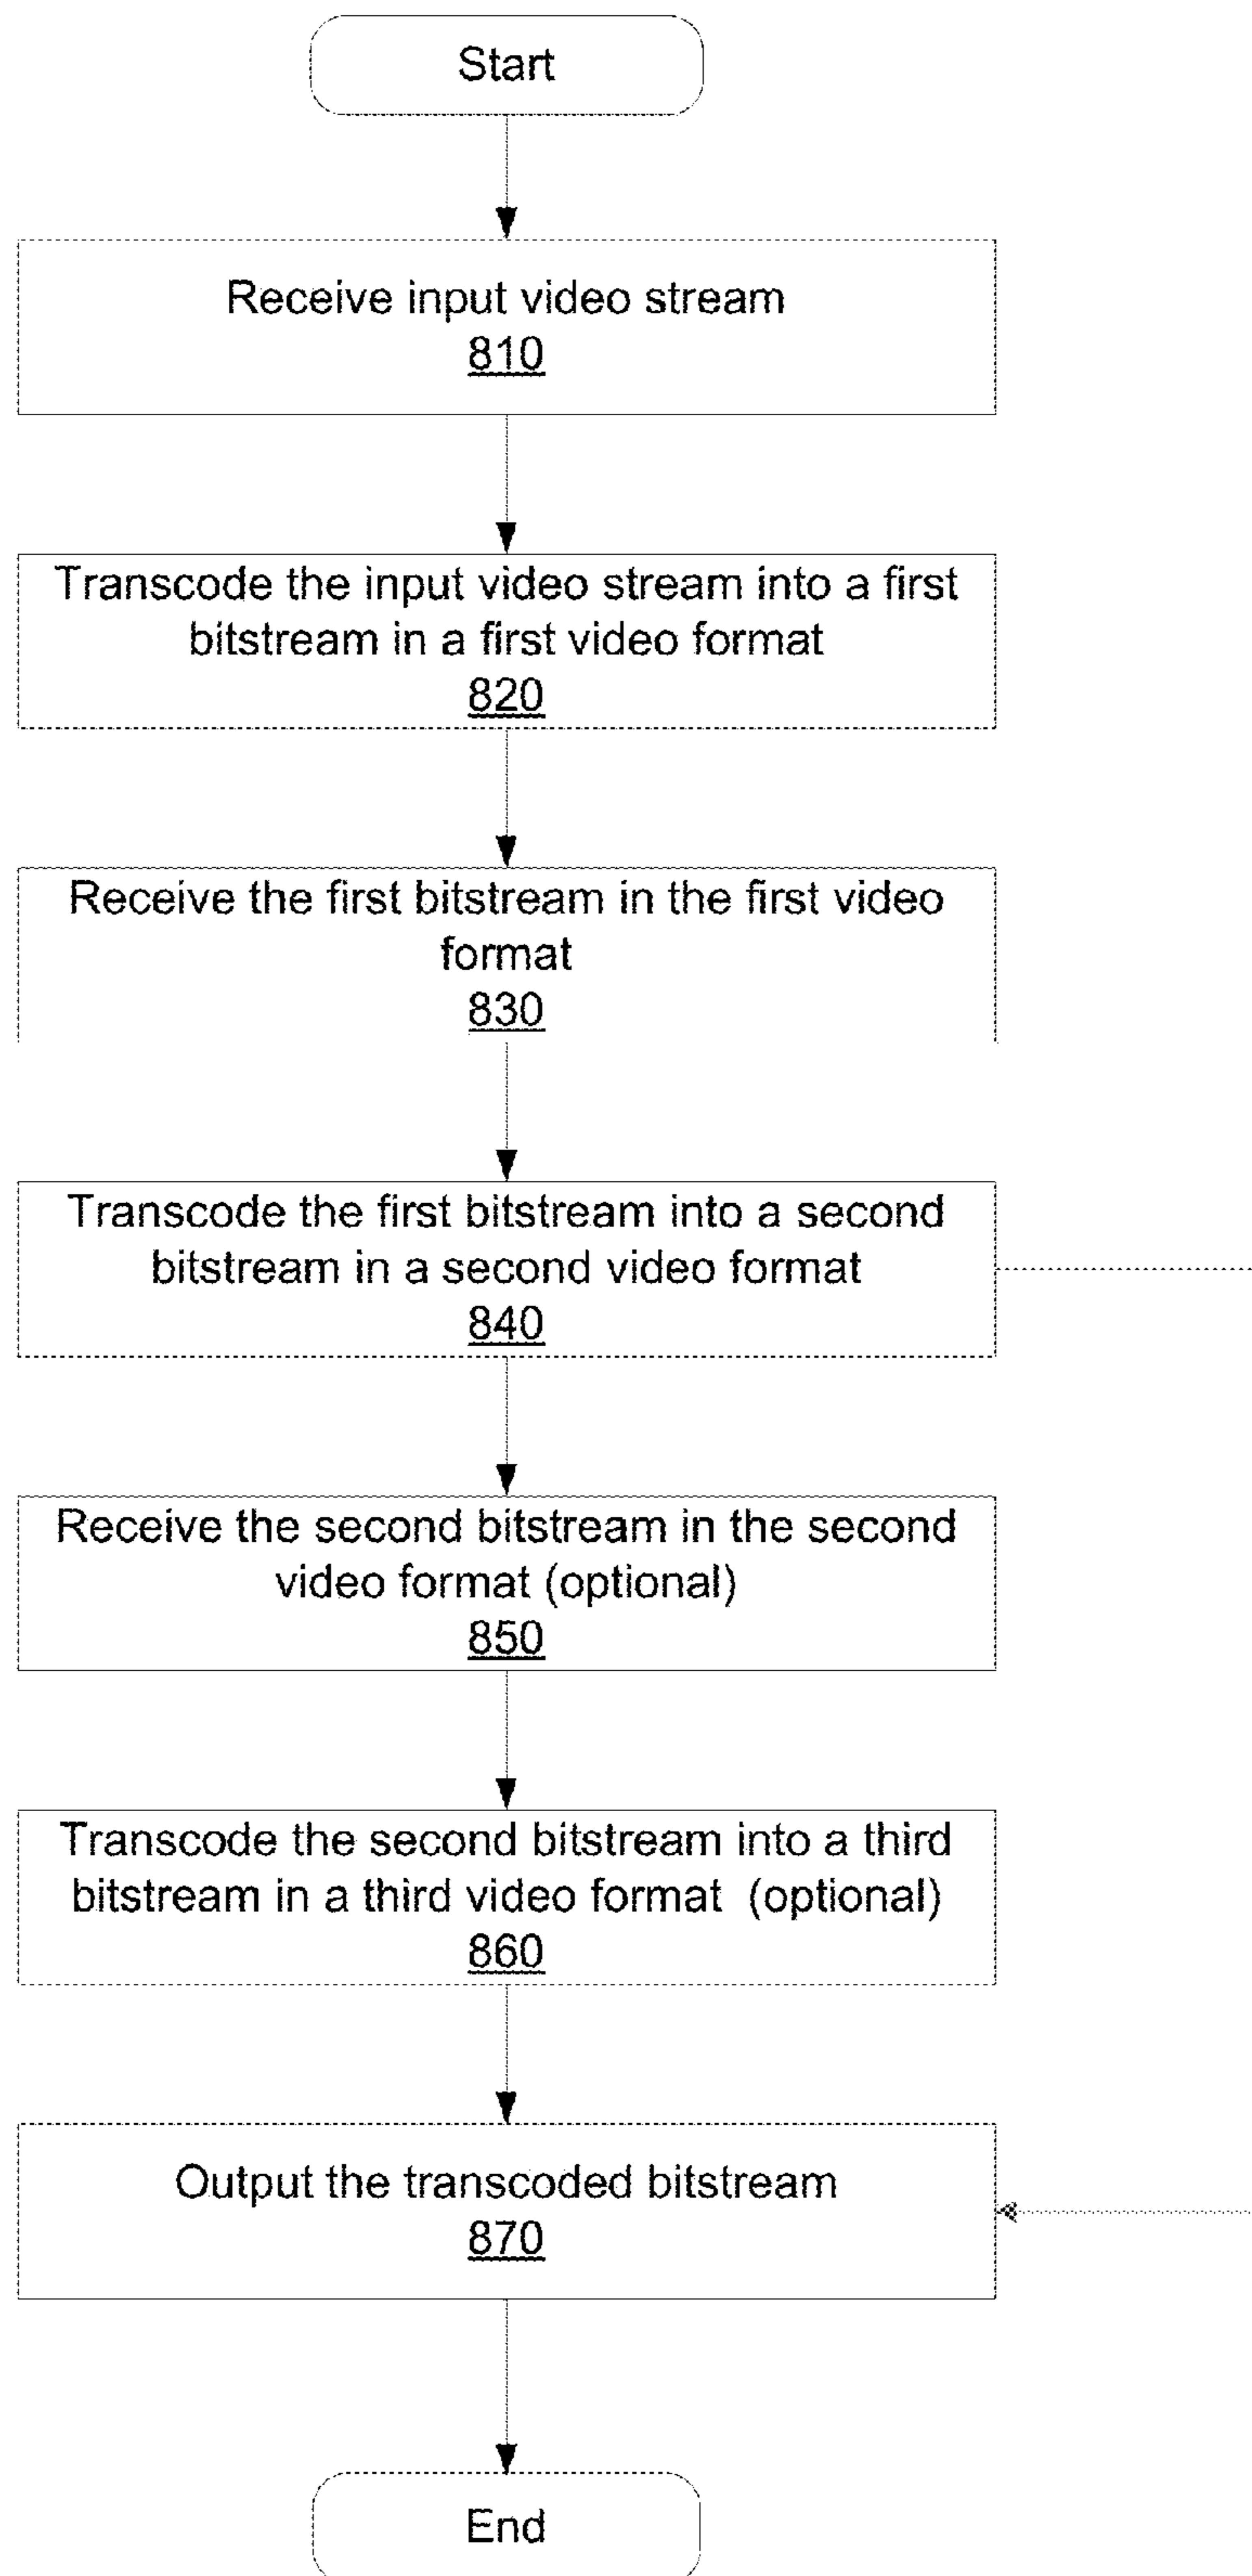 Start
Receive input video stream
810
Transcode the input video stream into a first
bitstream in a first video format
820
Receive the first bitstream in the first video
format
830
Transcode the first bitstream into a second
bitstream in a second video format
840
Receive the second bitstream in the second
video format (optional)
850
Transcode the second bitstream into a third
bitstream in a third video format (optional)
860
Output the transcoded bitstream
870
End